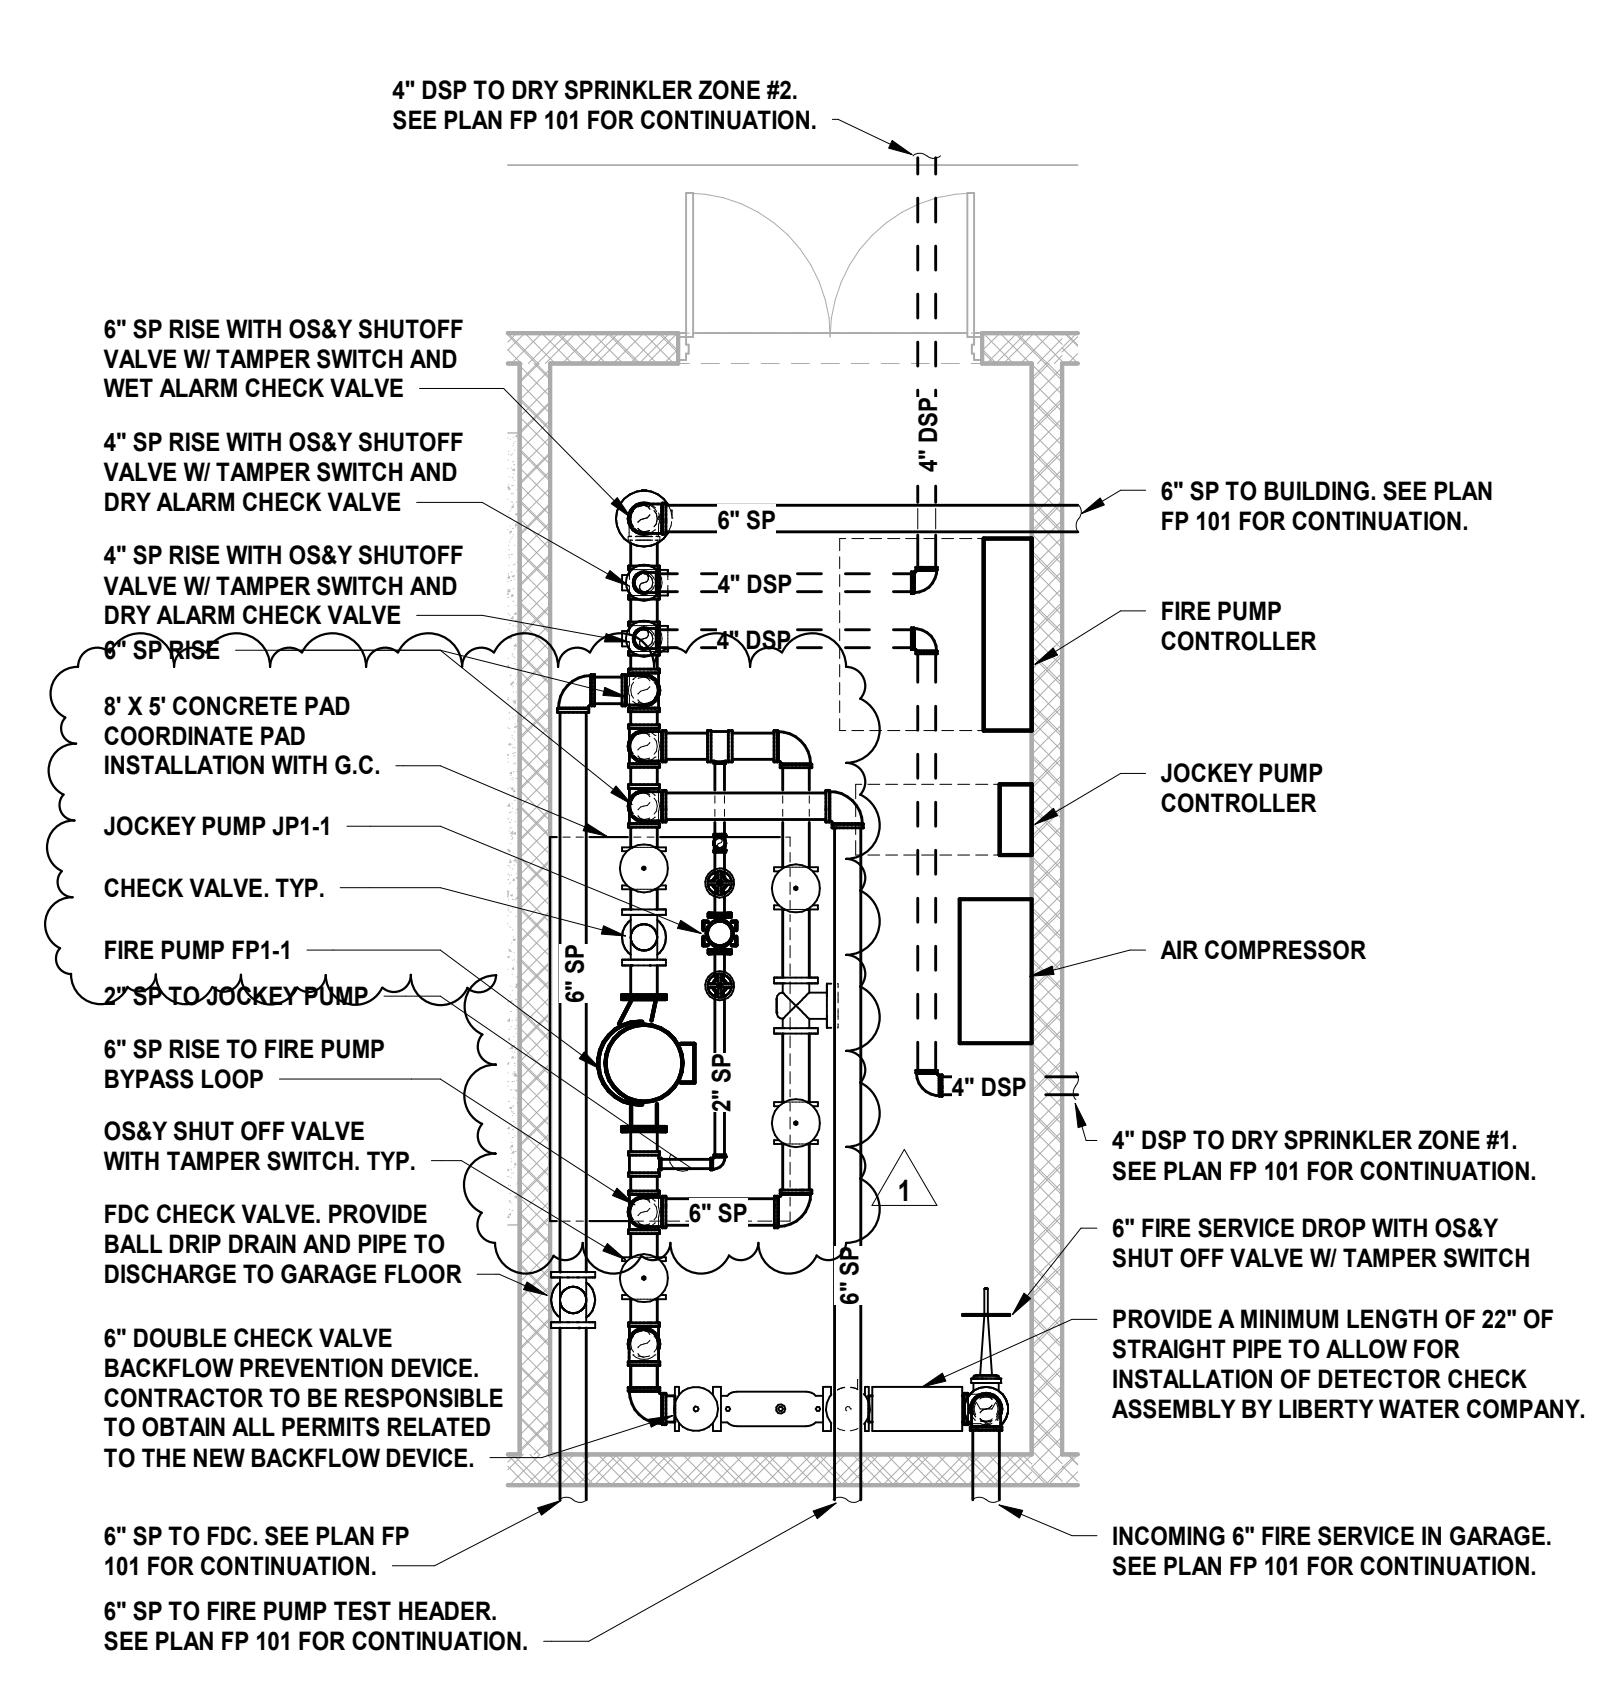 4" DSP TO DRY SPRINKLER ZONE #2.
SEE PLAN FP 101 FOR CONTINUATION.
6" SP RISE WITH OS&Y SHUTOFF
VALVE W/ TAMPER SWITCH AND
WET ALARM CHECK VALVE
4" SP RISE WITH OS&Y SHUTOFF
VALVE W/ TAMPER SWITCH AND
DRY ALARM CHECK VALVE
4" SP RISE WITH OS&Y SHUTOFF
VALVE W/ TAMPER SWITCH AND
DRY ALARM CHECK VALVE
6" SP RISE
8' X 5' CONCRETE PAD
COORDINATE PAD
INSTALLATION WITH G.C.
JOCKEY PUMP JP1-1
CHECK VALVE. TYP.
FIRE PUMP FP1-1
2" SP TO JOCKEY PUMP
6" SP RISE TO FIRE PUMP
BYPASS LOOP
OS&Y SHUT OFF VALVE
WITH TAMPER SWITCH. TYP.
FDC CHECK VALVE. PROVIDE
BALL DRIP DRAIN AND PIPE TO
DISCHARGE TO GARAGE FLOOR
6" DOUBLE CHECK VALVE
BACKFLOW PREVENTION DEVICE.
CONTRACTOR TO BE RESPONSIBLE
TO OBTAIN ALL PERMITS RELATED
TO THE NEW BACKFLOW DEVICE.
6" SP TO FDC. SEE PLAN FP
101 FOR CONTINUATION.
6" SP TO FIRE PUMP TEST HEADER.
SEE PLAN FP 101 FOR CONTINUATION.
4" DSP
6" SP
4" DSP
4" DSP
6" SP
2" SP
4" DSP
6" SP
6" SP
1
6" SP TO BUILDING. SEE PLAN
FP 101 FOR CONTINUATION.
FIRE PUMP
CONTROLLER
JOCKEY PUMP
CONTROLLER
AIR COMPRESSOR
4" DSP TO DRY SPRINKLER ZONE #1.
SEE PLAN FP 101 FOR CONTINUATION.
6" FIRE SERVICE DROP WITH OS&Y
SHUT OFF VALVE W/ TAMPER SWITCH
PROVIDE A MINIMUM LENGTH OF 22" OF
STRAIGHT PIPE TO ALLOW FOR
INSTALLATION OF DETECTOR CHECK
ASSEMBLY BY LIBERTY WATER COMPANY.
INCOMING 6" FIRE SERVICE IN GARAGE.
SEE PLAN FP 101 FOR CONTINUATION.